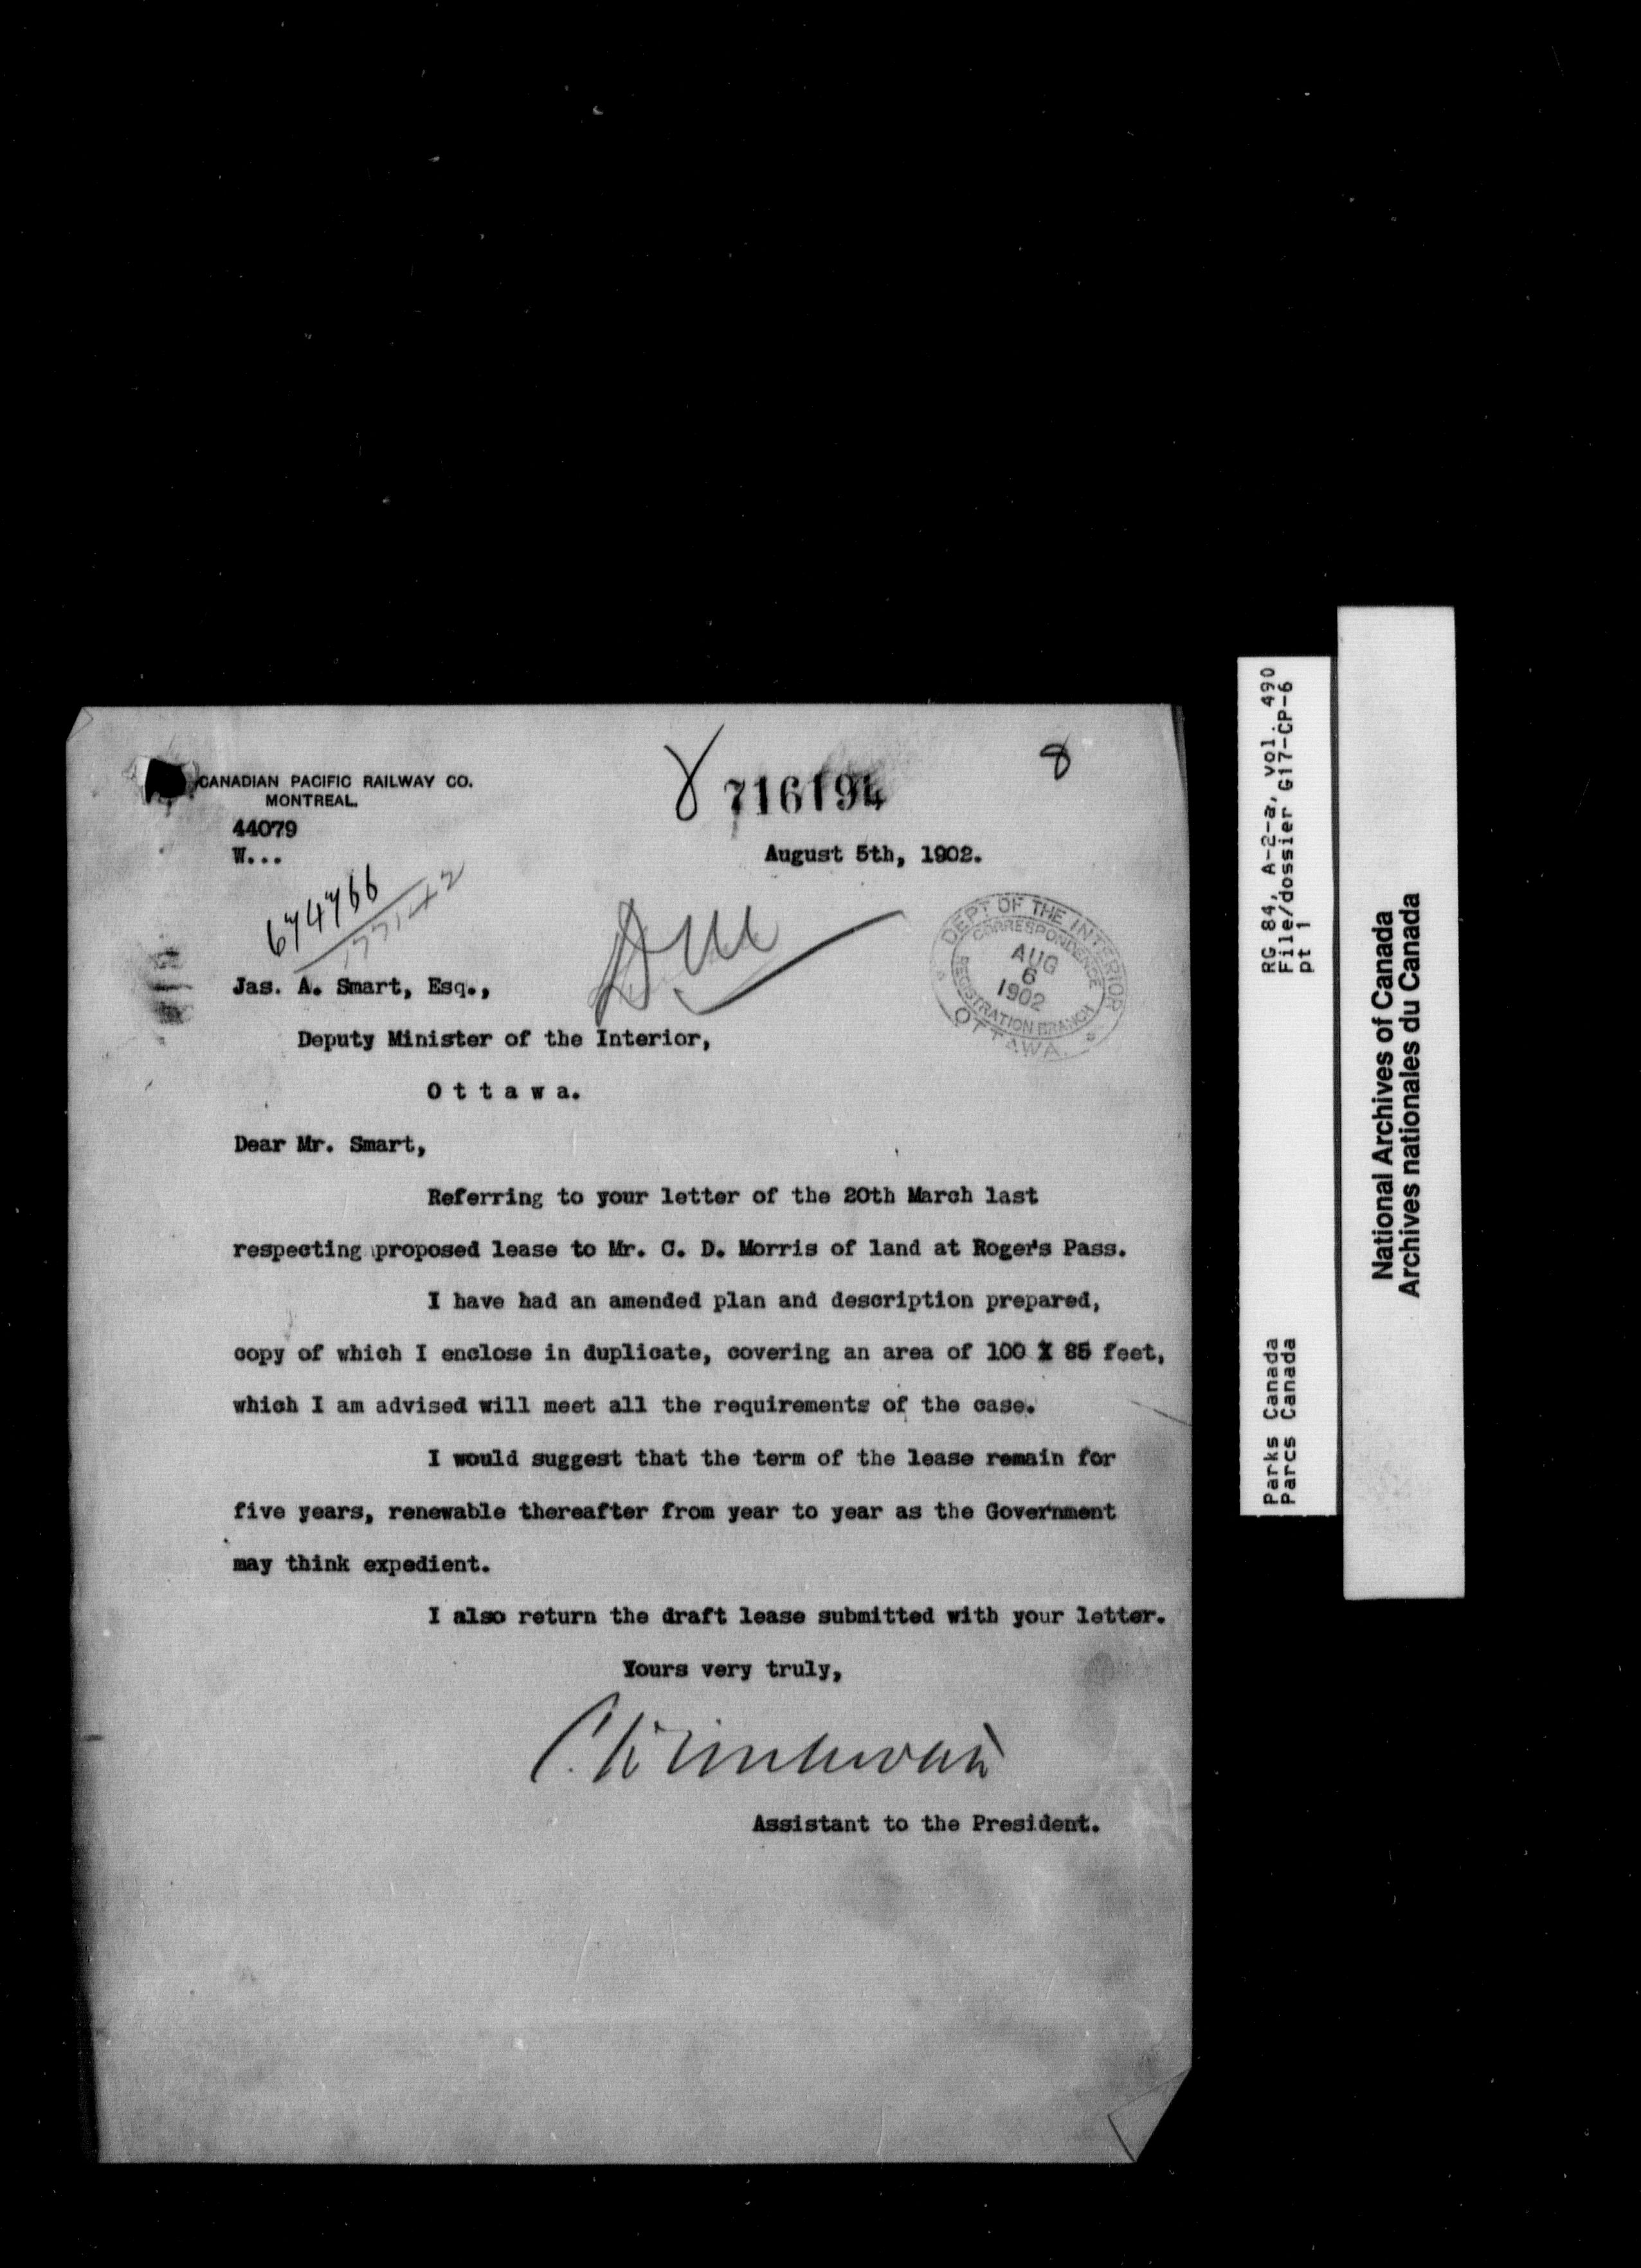 8
716194
CANADIAN PACIFIC RAILWAY CO.
MONTREAL.
44079
W...
August 5th, 1902.
674766
DEPT OF THE INTERIOR
CORRESPONDENCE
AUG
6
1902
REGISTRATION BRANCH
OTTAWA.
Jas. A. Smart, Esq.,
Deputy Minister of the Interior,
O t t a w a.
Dear Mr. Smart,
Referring to your letter of the 20th March last
respecting proposed lease to Mr. C. D. Morris of land at Roger's Pass.
I have had an amended plan and description prepared,
copy of which I enclose in duplicate, covering an area of 100 X 85 feet,
which I am advised will meet all the requirements of the case.
I would suggest that the term of the lease remain for
five years, renewable thereafter from year to year as the Government
may think expedient.
I also return the draft lease submitted with your letter.
Yours very truly,
Assistant to the President.
RG 84, A-2-a, vol. 490
File/dossier G17-CP-6
pt 1
Parks Canada
Parcs Canada
National Archives of Canada
Archives nationales du Canada